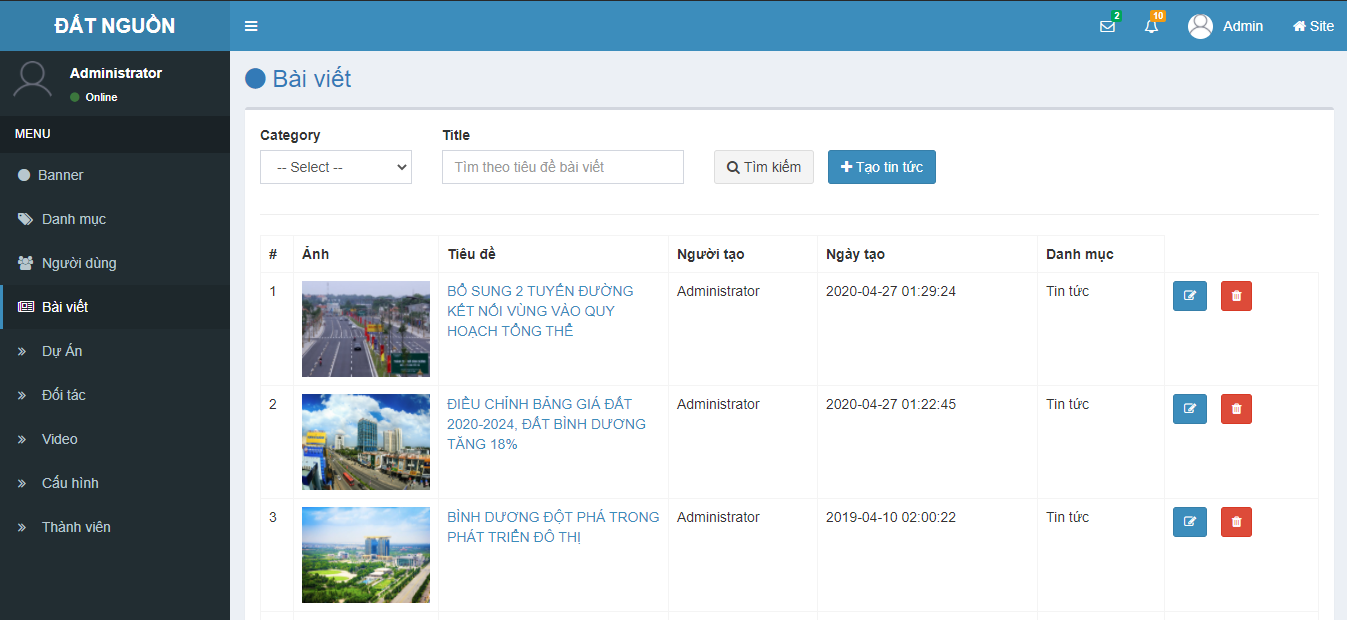 ĐẤT NGUỒN
2
10
Admin
Site
Administrator
Online
MENU
Banner
Danh mục
Người dùng
Bài viết
Dự Án
Đối tác
Video
Cấu hình
Thành viên
Bài viết
Category
Title
-- Select --
Tìm theo tiêu đề bài viết
Tìm kiếm
Tạo tin tức
# Ảnh Tiêu đề Người tạo Ngày tạo Danh mục
1 BỔ SUNG 2 TUYẾN ĐƯỜNG Administrator 2020-04-27 01:29:24 Tin tức
KẾT NỐI VÙNG VÀO QUY
HOẠCH TỔNG THỂ
2 ĐIỀU CHỈNH BẢNG GIÁ ĐẤT Administrator 2020-04-27 01:22:45 Tin tức
2020-2024, ĐẤT BÌNH DƯƠNG
TĂNG 18%
3 BÌNH DƯƠNG ĐỘT PHÁ TRONG Administrator 2019-04-10 02:00:22 Tin tức
PHÁT TRIỂN ĐÔ THỊ